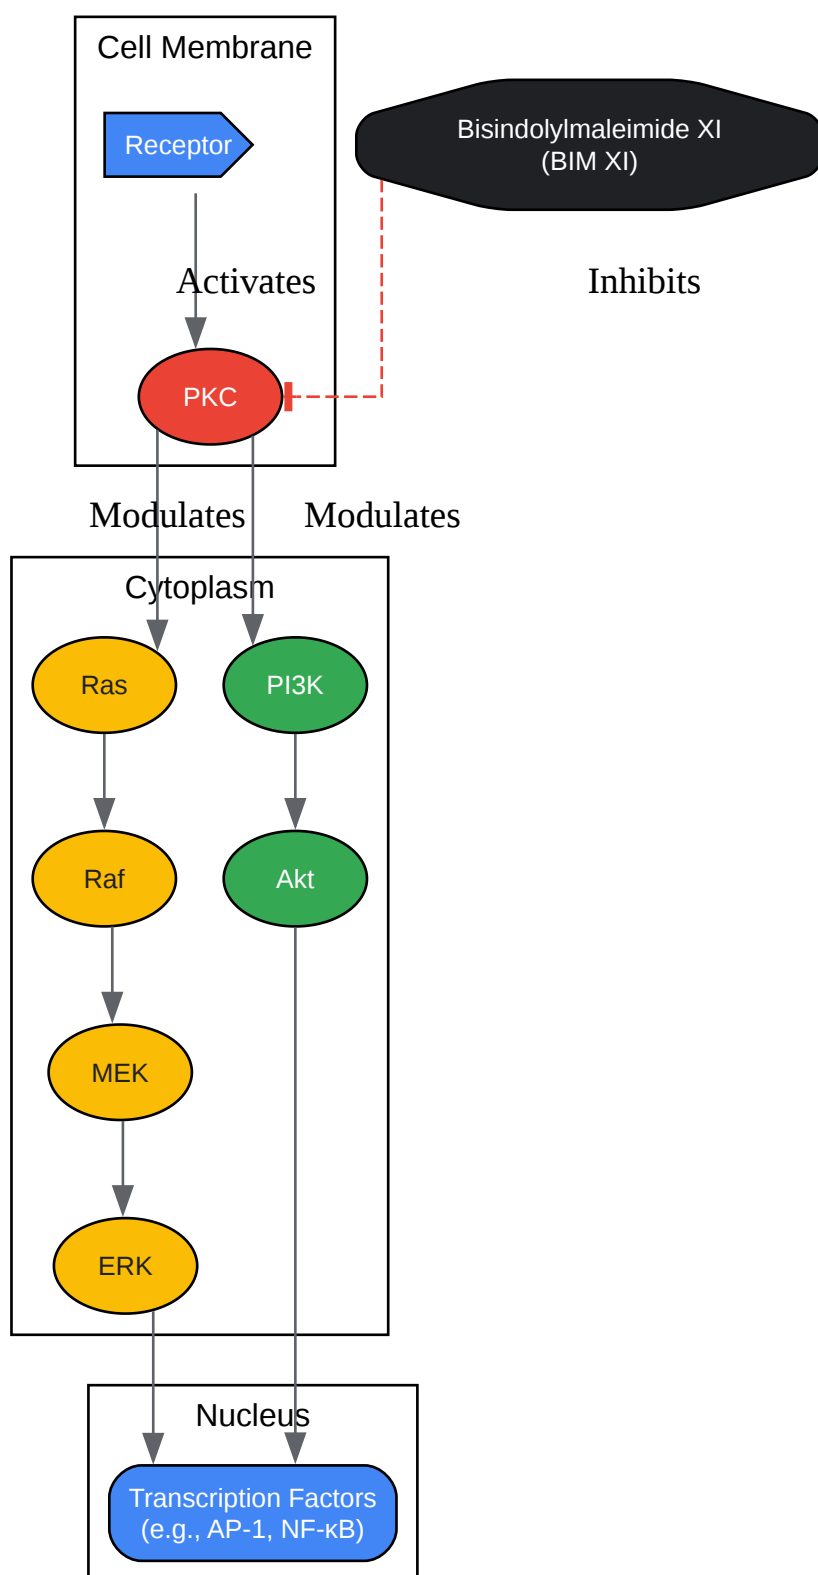 Cell Membrane
Receptor
Bisindolylmaleimide XI
(BIM XI)
Activates
Inhibits
PKC
Modulates
Modulates
Cytoplasm
Ras
PI3K
Raf
Akt
MEK
ERK
Nucleus
Transcription Factors
(e.g., AP-1, NF-κB)